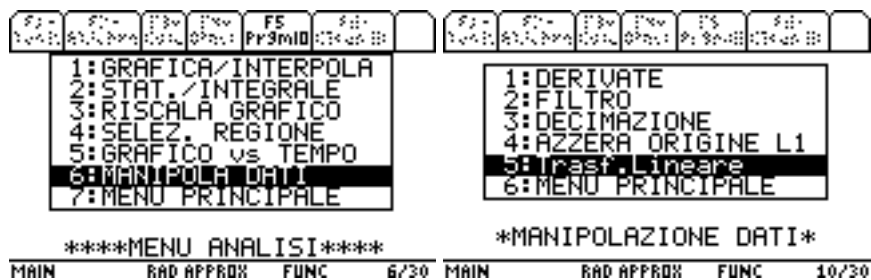 F5
Pr9mIO
1:GRAFICA/INTERPOLA
2:STAT./INTEGRALE
3:RISCALA GRAFICO
4:SELEZ. REGIONE
5:GRAFICO vs TEMPO
6:MANIPOLA DATI
7:MENU PRINCIPALE
****MENU ANALISI****
MAIN RAD APPROX FUNC 6/30
1:DERIVATE
2:FILTRO
3:DECIMAZIONE
4:AZZERA ORIGINE L1
5:Trasf.Lineare
6:MENU PRINCIPALE
*MANIPOLAZIONE DATI*
MAIN RAD APPROX FUNC 10/30